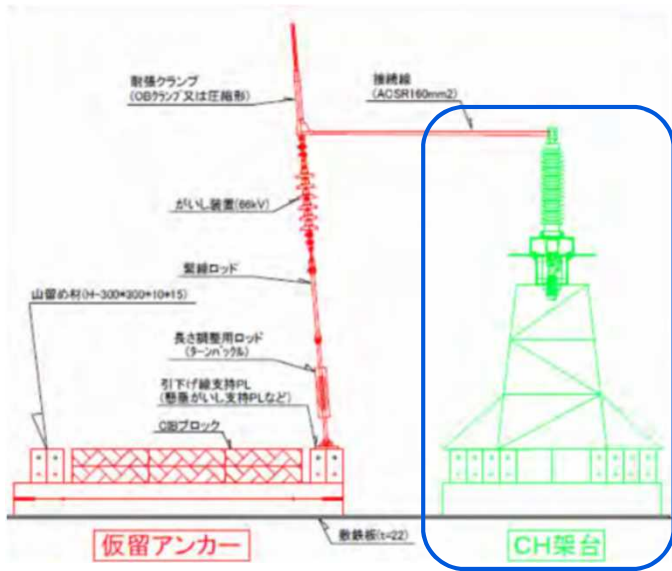 耐張クランプ
(OBクランプ又は圧縮形)
接続線
(ACSR160mm2)
がいし装置(66kV)
緊線ロッド
山留め材(H-300*300*10*15)
長さ調整用ロッド
(ターンバックル)
引下げ線支持PL
(懸垂がいし支持PLなど)
CIBブロック
敷鉄板(t=22)
仮留アンカー
CH架台